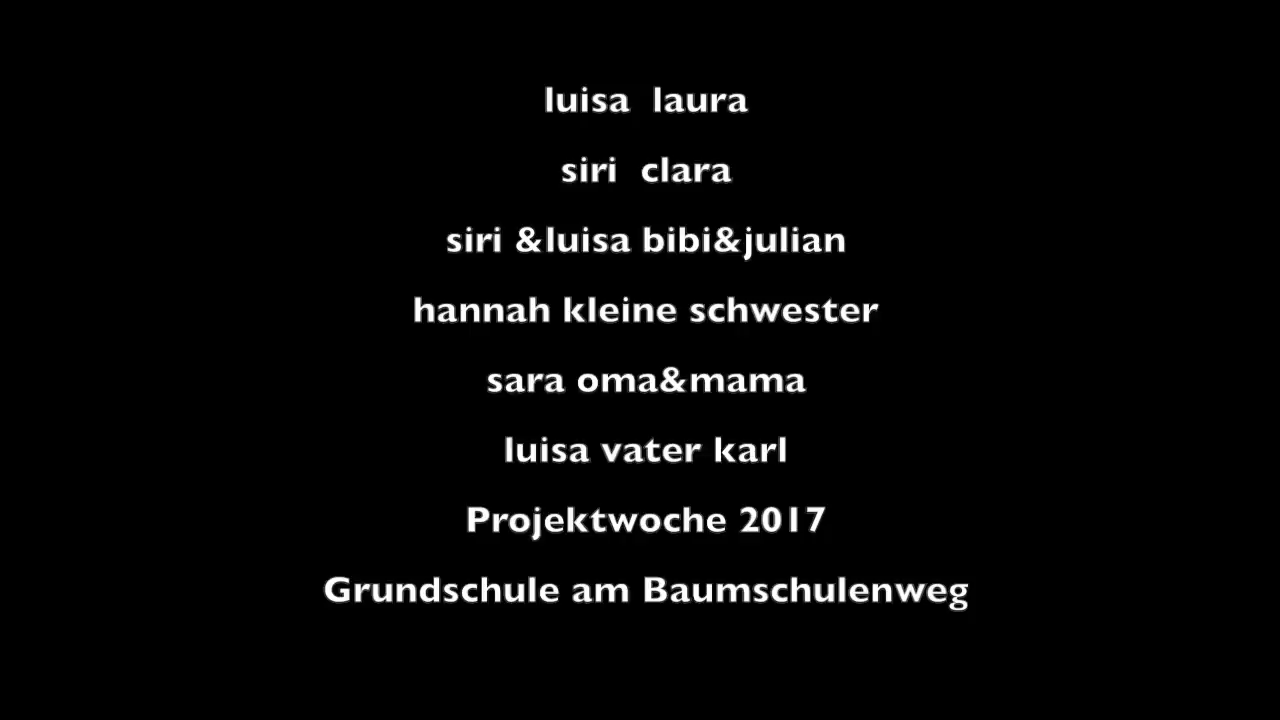 luisa  laura
siri  clara
siri &luisa bibi&julian
hannah kleine schwester
sara oma&mama
luisa vater karl
Projektwoche 2017
Grundschule am Baumschulenweg